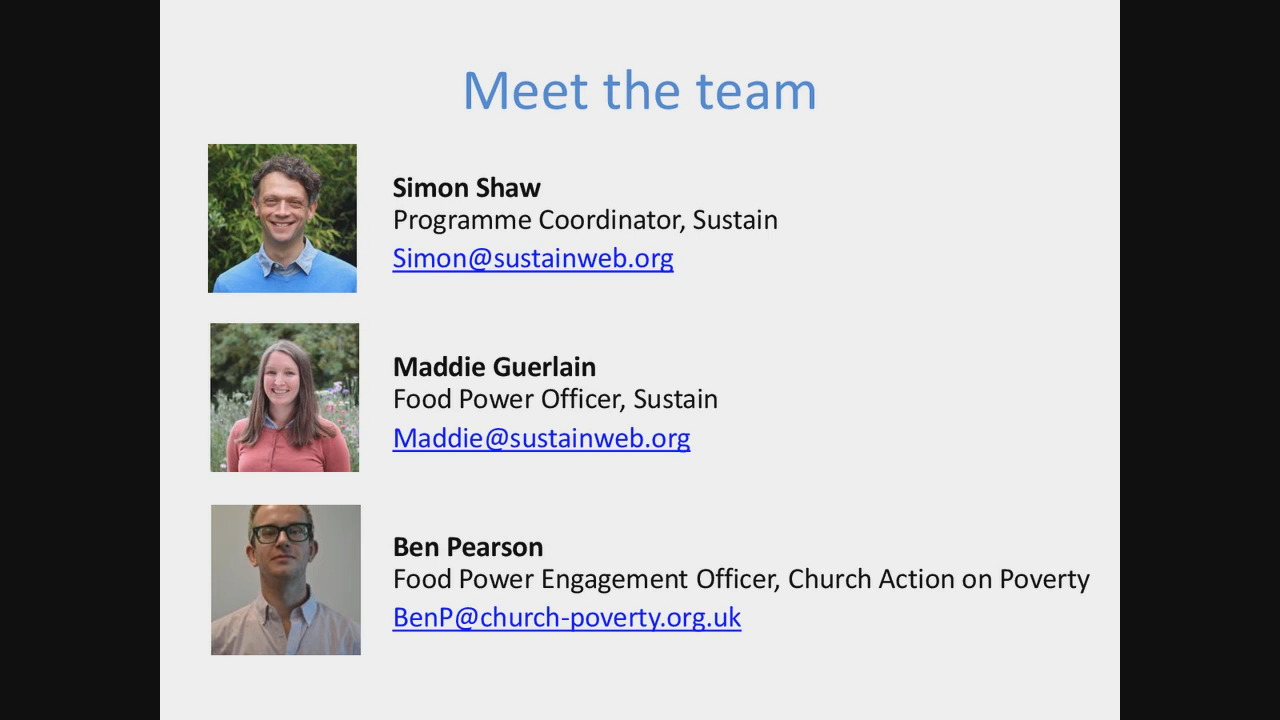 Meet the team
Simon Shaw
Programme Coordinator, Sustain
Simon@sustainweb.org
Maddie Guerlain
Food Power Officer, Sustain
Maddie@sustainweb.org
Ben Pearson
Food Power Engagement Officer, Church Action on Poverty
BenP@church-poverty.org.uk